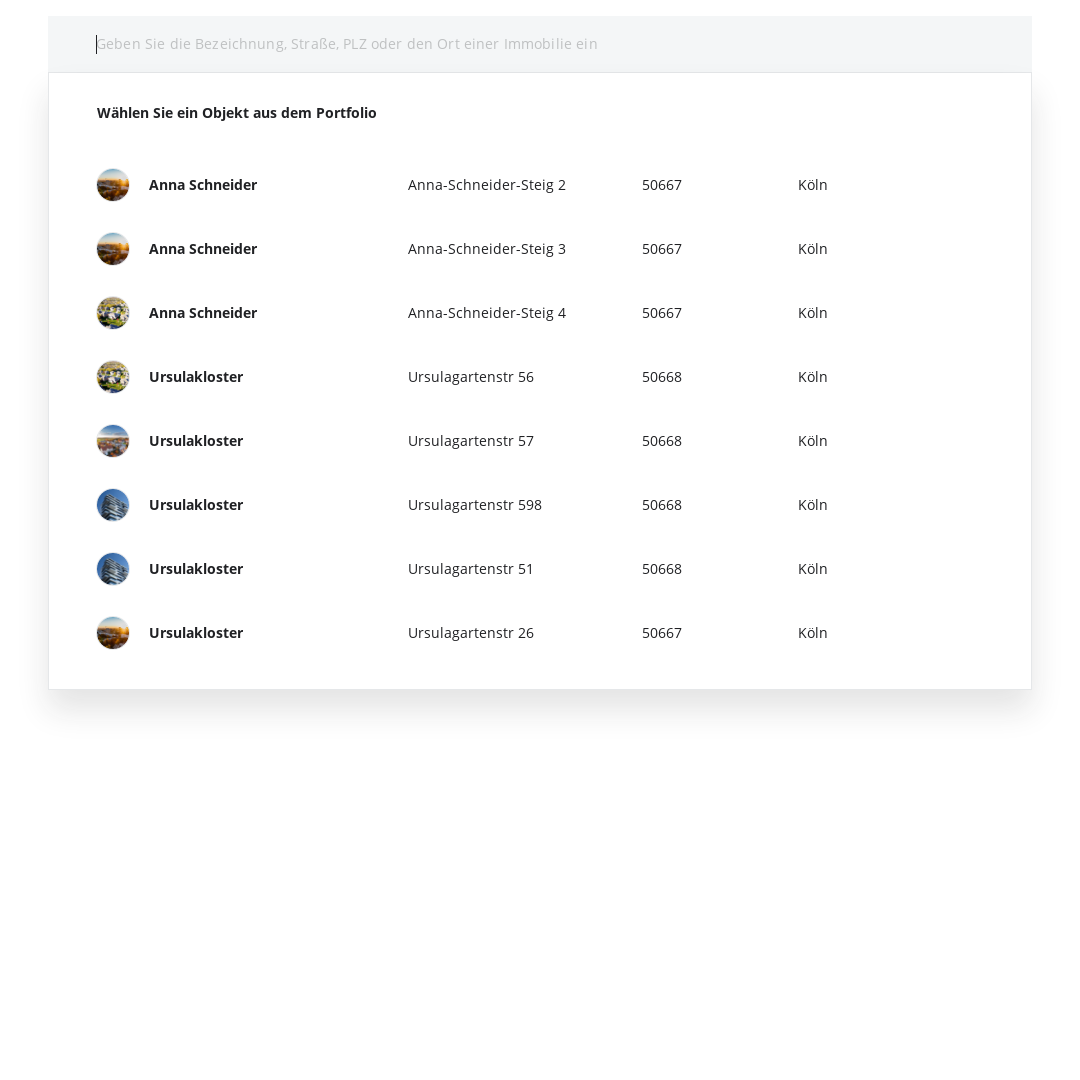 Geben Sie die Bezeichnung, Straße, PLZ oder den Ort einer Immobilie ein
Wählen Sie ein Objekt aus dem Portfolio
Anna Schneider Anna-Schneider-Steig 2 50667 Köln
Anna Schneider Anna-Schneider-Steig 3 50667 Köln
Anna Schneider Anna-Schneider-Steig 4 50667 Köln
Ursulakloster Ursulagartenstr 56 50668 Köln
Ursulakloster Ursulagartenstr 57 50668 Köln
Ursulakloster Ursulagartenstr 598 50668 Köln
Ursulakloster Ursulagartenstr 51 50668 Köln
Ursulakloster Ursulagartenstr 26 50667 Köln